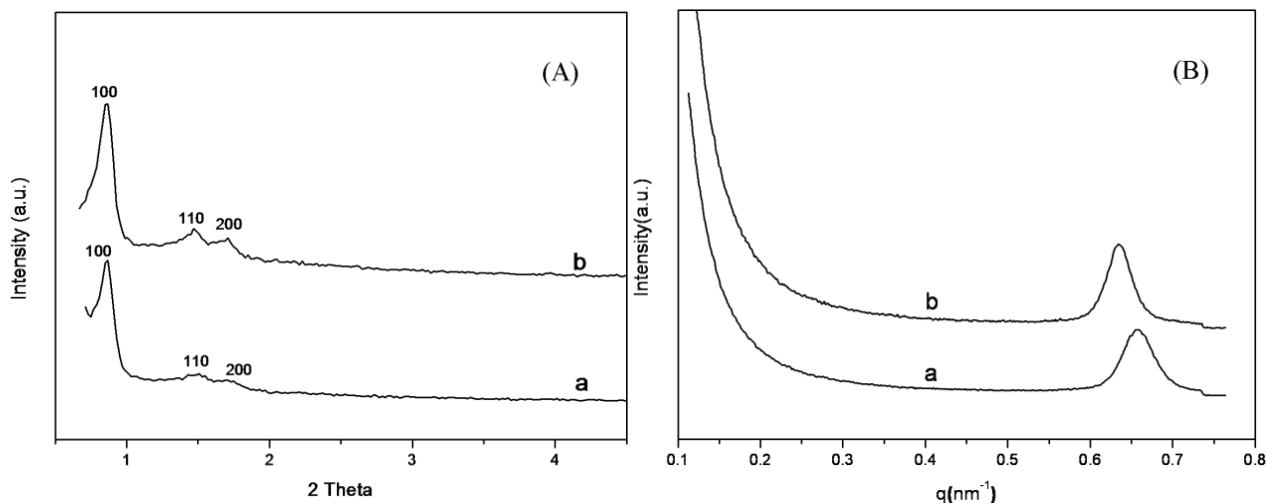 (A)
100
110
200
b
100
110
200
a
Intensity (a.u.)
1 2 3 4
2 Theta
(B)
b
a
Intensity(a.u.)
0.1 0.2 0.3 0.4 0.5 0.6 0.7 0.8
q(nm⁻¹)